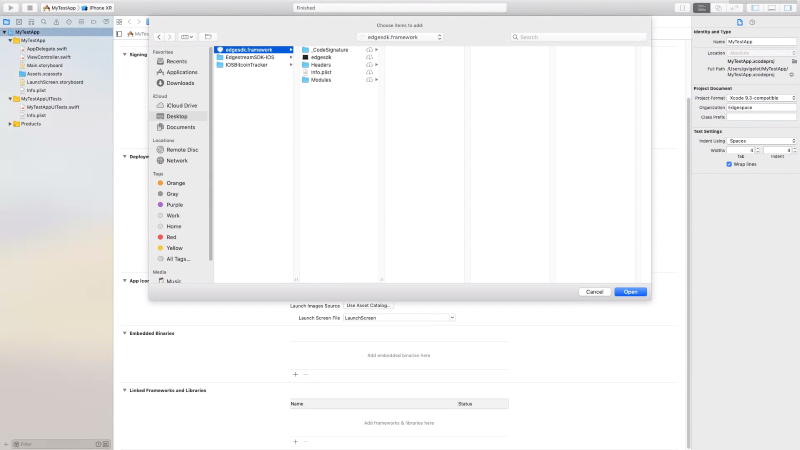 MyTestApp
iPhone XR
Finished
Choose items to add:
edgesdk.framework
Search
MyTestApp
MyTestApp
AppDelegate.swift
ViewController.swift
Main.storyboard
Assets.xcassets
LaunchScreen.storyboard
Info.plist
MyTestAppUITests
MyTestAppUITests.swift
Info.plist
Products
Filter
MyTest
Signing
Deploym
App Ico
Favorites
Recents
Applications
Downloads
iCloud
iCloud Drive
Desktop
Documents
Locations
Remote Disc
Network
Tags
Orange
Gray
Purple
Work
Home
Red
Yellow
All Tags...
Media
Music
edgesdk.framework
EdgestreamSDK-iOS
IOSBitcoinTracker
_CodeSignature
edgesdk
Headers
Info.plist
Modules
Cancel
Open
Launch Images Source
Use Asset Catalog...
Launch Screen File
LaunchScreen
Embedded Binaries
Add embedded binaries here
Linked Frameworks and Libraries
Name
Status
Add frameworks & libraries here
Identity and Type
Name MyTestApp
Location Absolute
MyTestApp.xcodeproj
Full Path
MyTestApp.xcodeproj
Project Document
Project Format Xcode 9.3-compatible
Organization Edgespace
Class Prefix
Text Settings
Indent Using Spaces
Widths 4 4
Tab Indent
Wrap lines